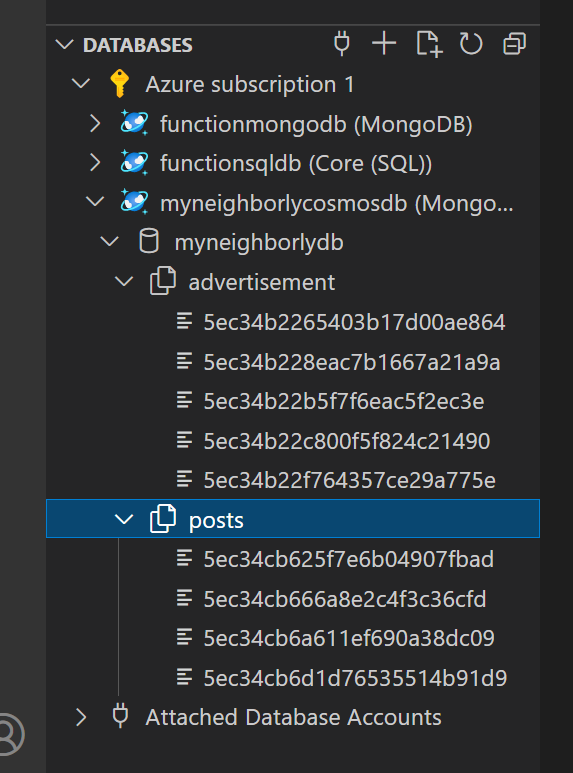 DATABASES
Azure subscription 1
functionmongodb (MongoDB)
functionsqldb (Core (SQL))
myneighborlycosmosdb (Mongo...
myneighborlydb
advertisement
5ec34b2265403b17d00ae864
5ec34b228eac7b1667a21a9a
5ec34b22b5f7f6eac5f2ec3e
5ec34b22c800f5f824c21490
5ec34b22f764357ce29a775e
posts
5ec34cb625f7e6b04907fbad
5ec34cb666a8e2c4f3c36cfd
5ec34cb6a611ef690a38dc09
5ec34cb6d1d76535514b91d9
Attached Database Accounts